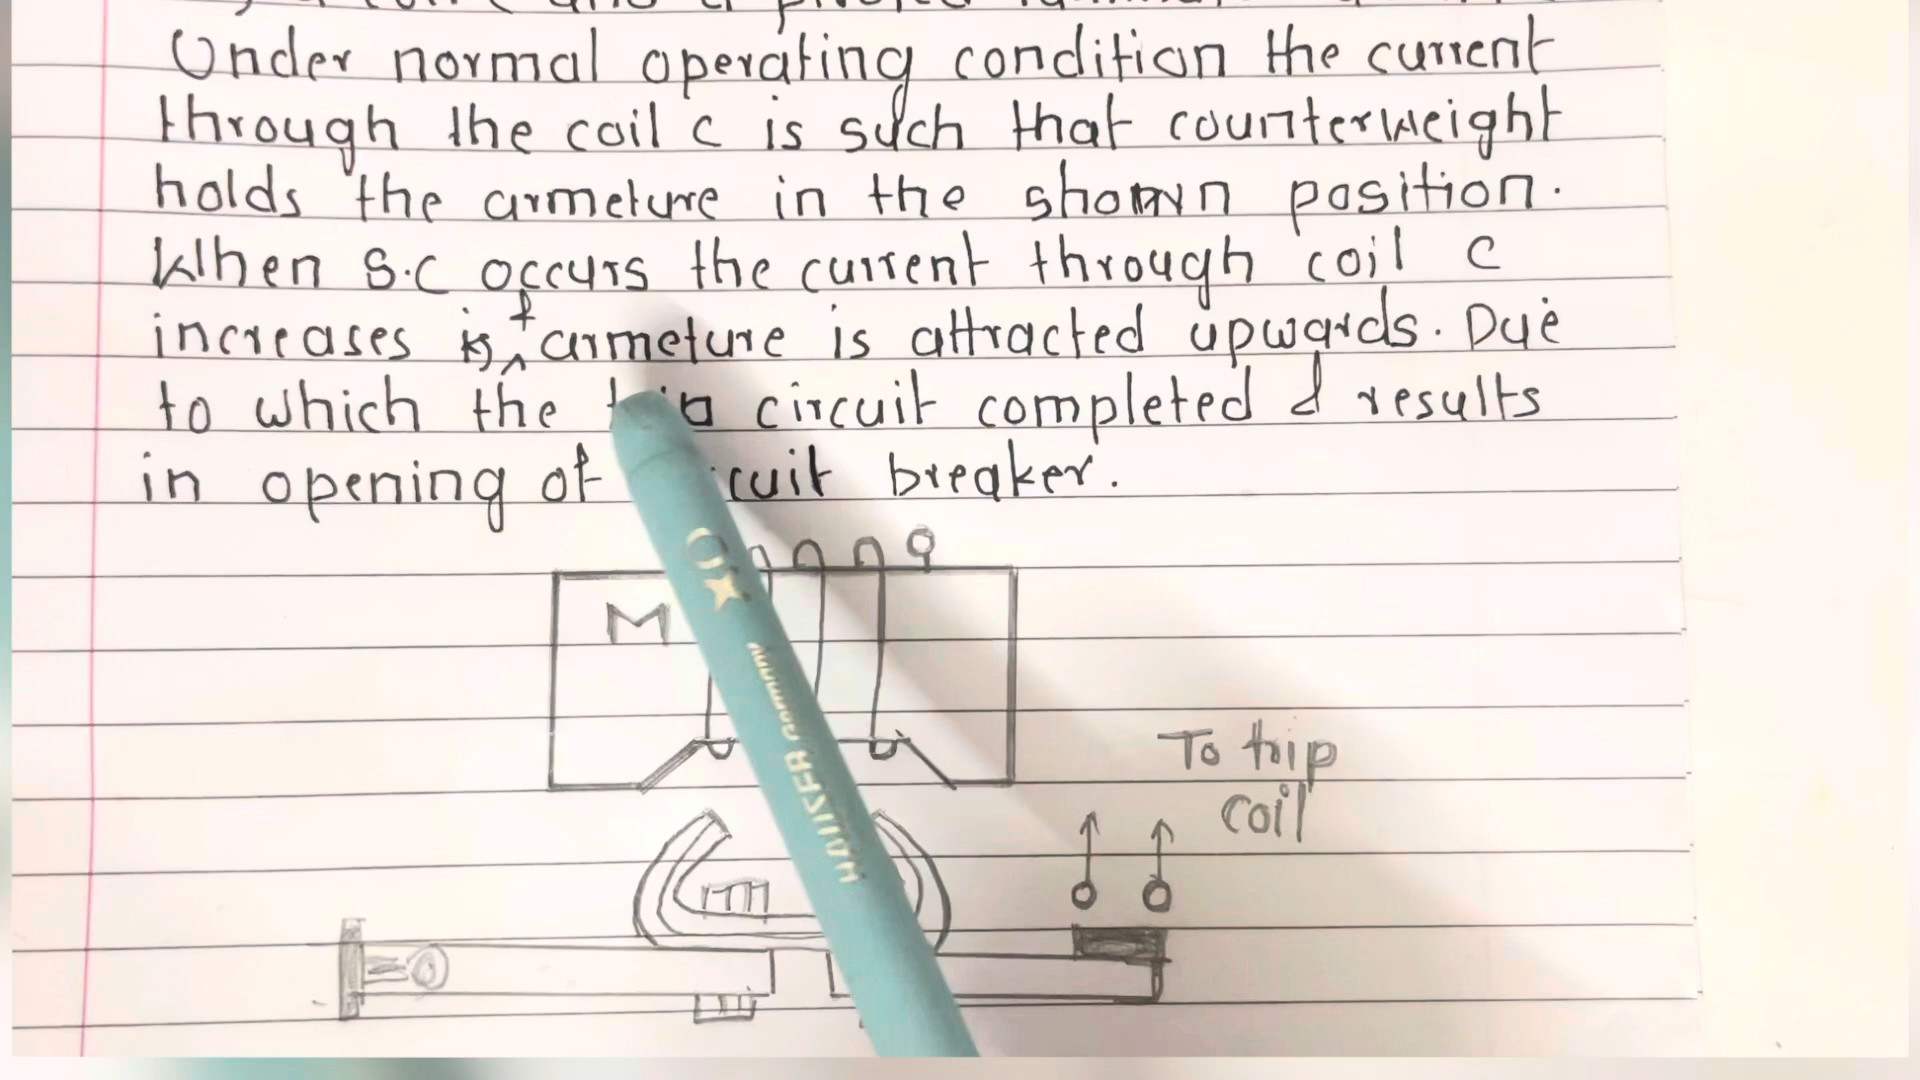 Under normal operating condition the current
through the coil c is such that counterweight
holds the armeture in the shown position.
When S.C occurs the current through coil c
increases & armeture is attracted upwards. Due
to which the trip circuit completed & results
in opening of cuit breaker.
M
To trip
coil
m
HAUSER